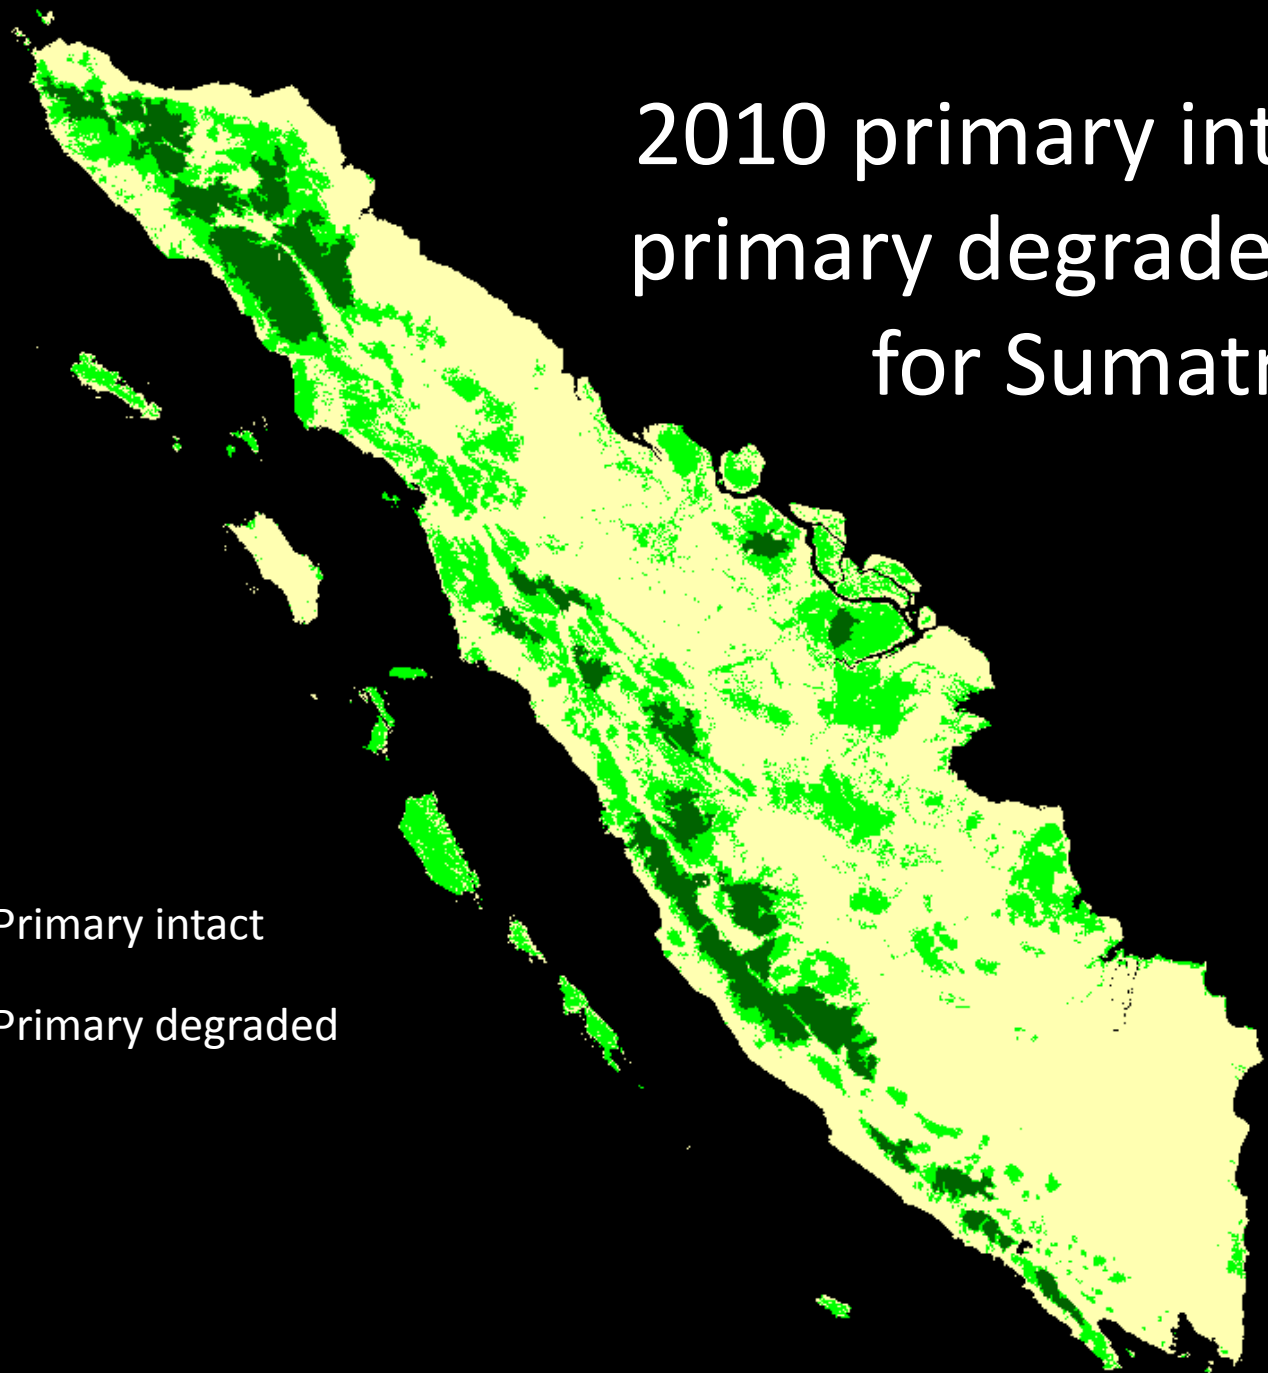 2010 primary int
primary degrade
for Sumatr
Primary intact
Primary degraded